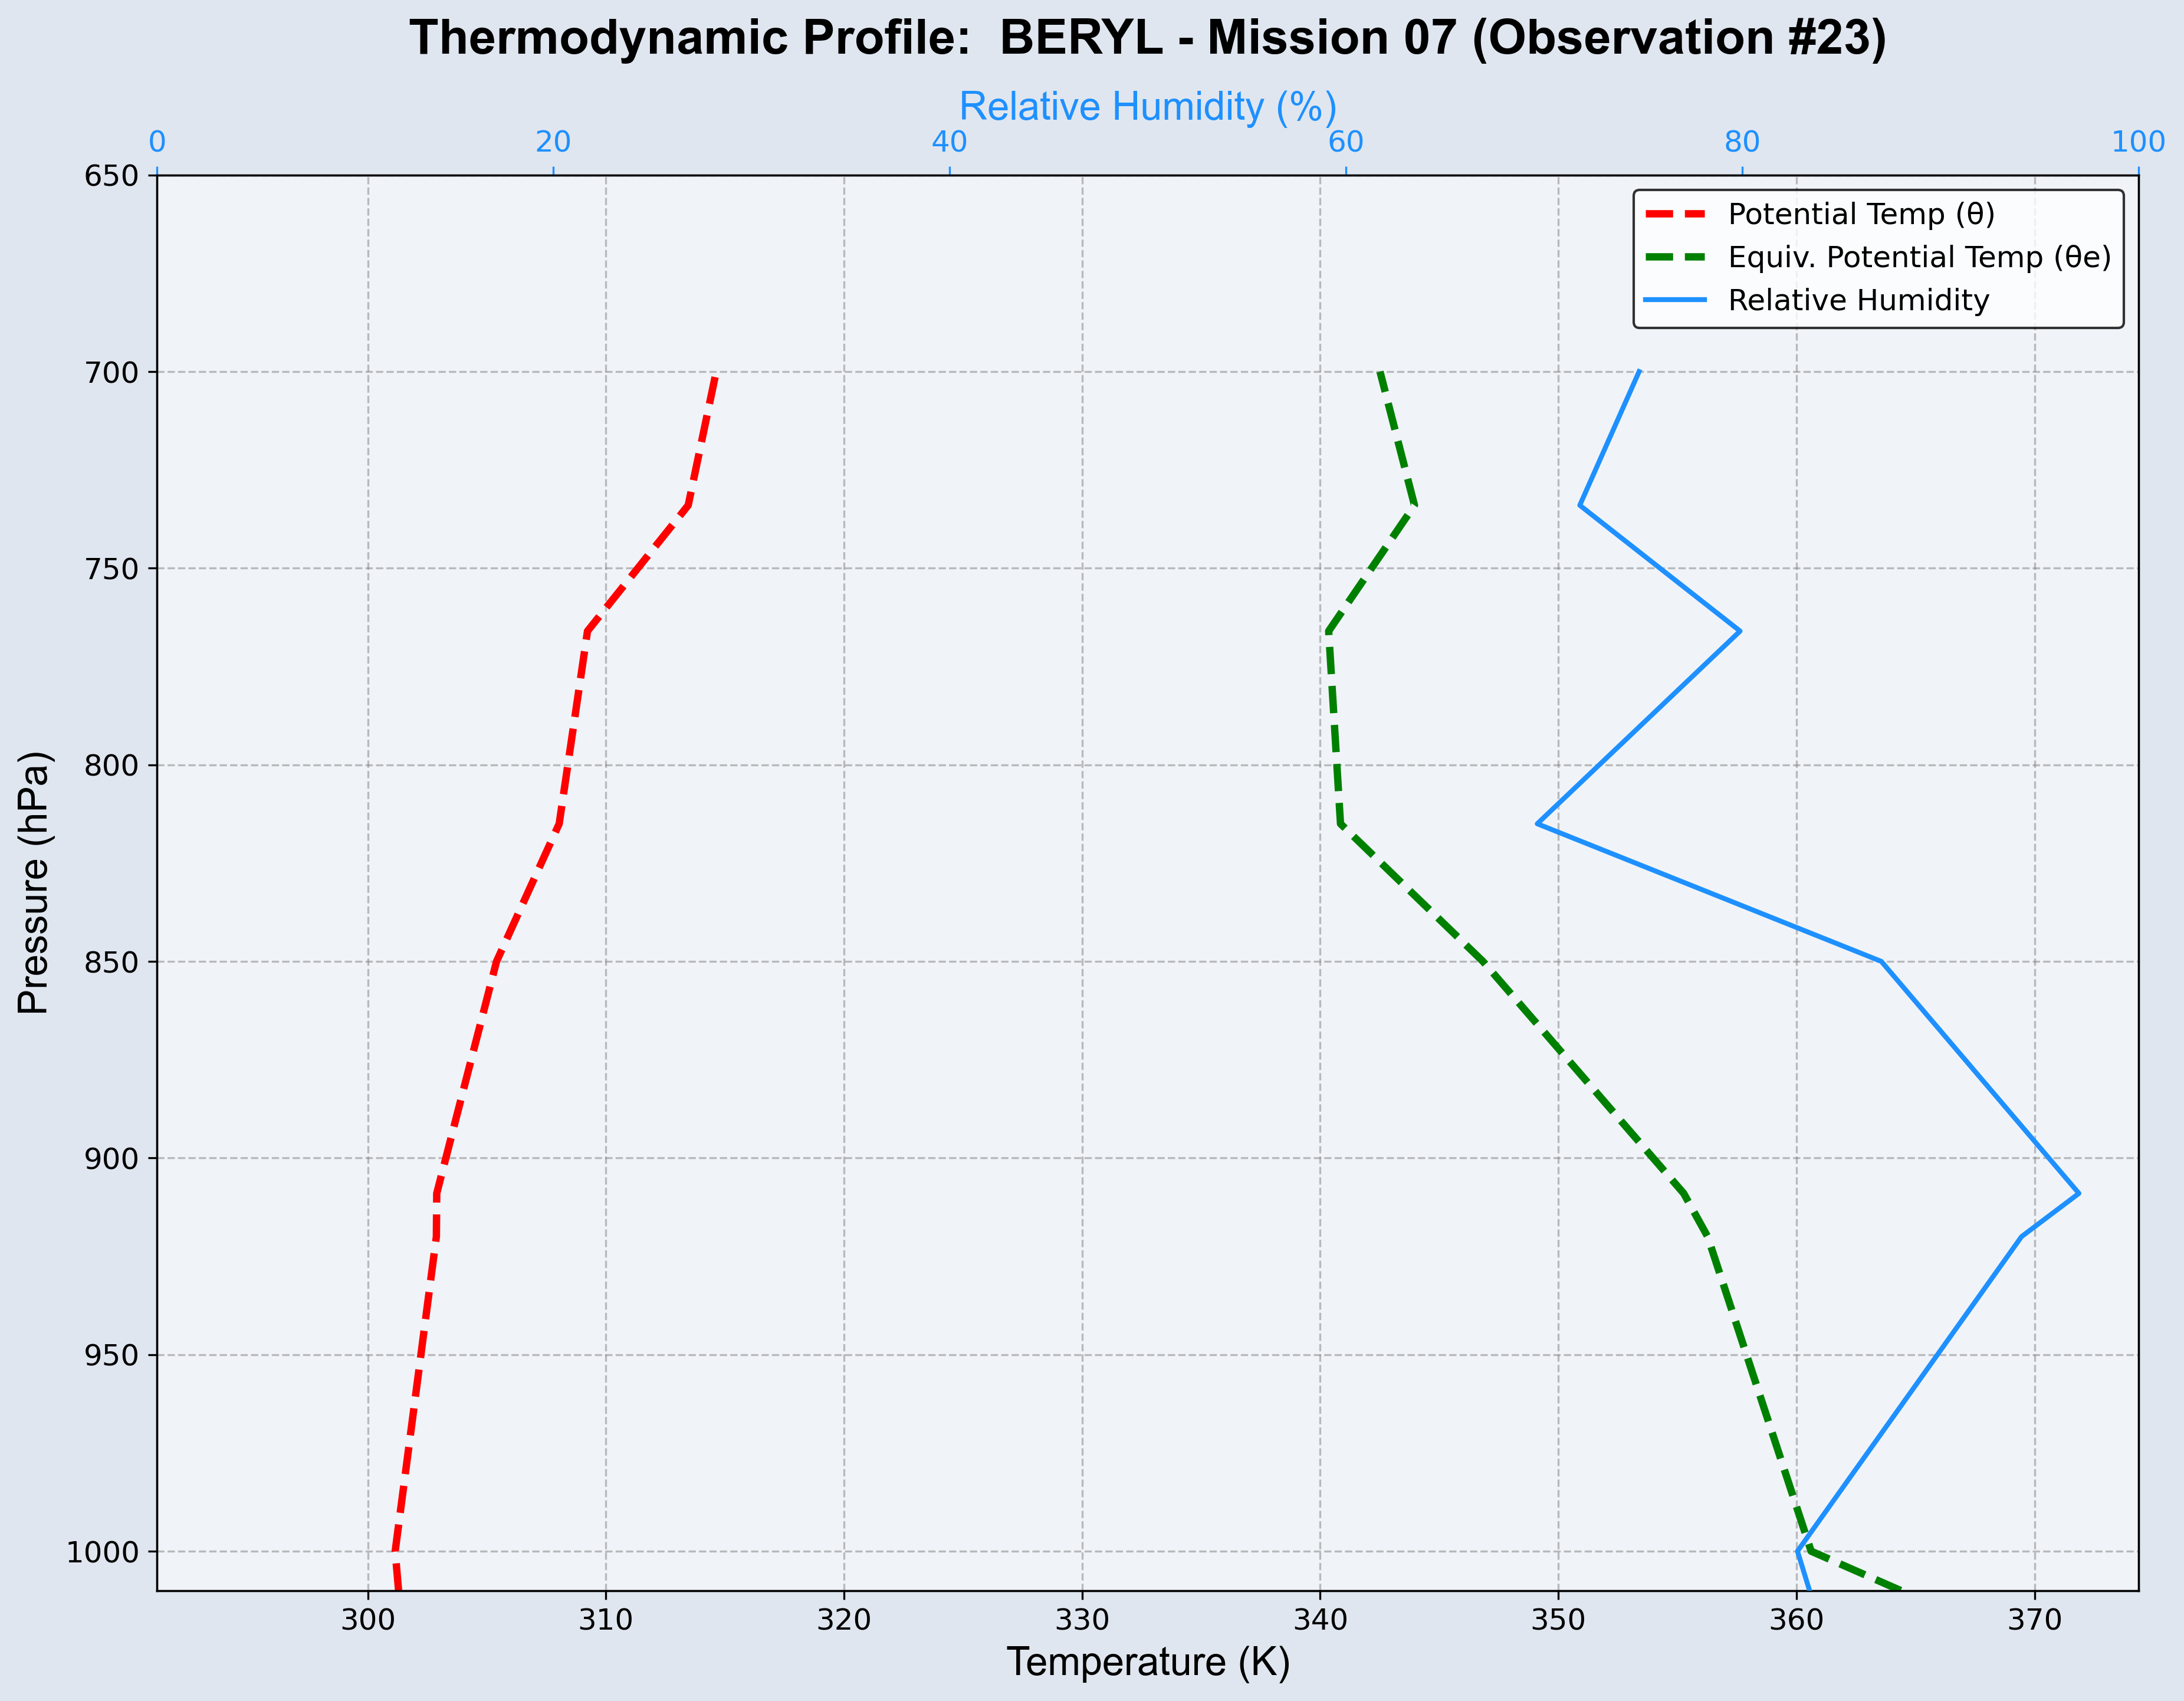 Thermodynamic Profile:  BERYL - Mission 07 (Observation #23)
Relative Humidity (%)
0 20 40 60 80 100
Potential Temp (θ)
Equiv. Potential Temp (θe)
Relative Humidity
650
700
750
800
850
900
950
1000
Pressure (hPa)
300 310 320 330 340 350 360 370
Temperature (K)